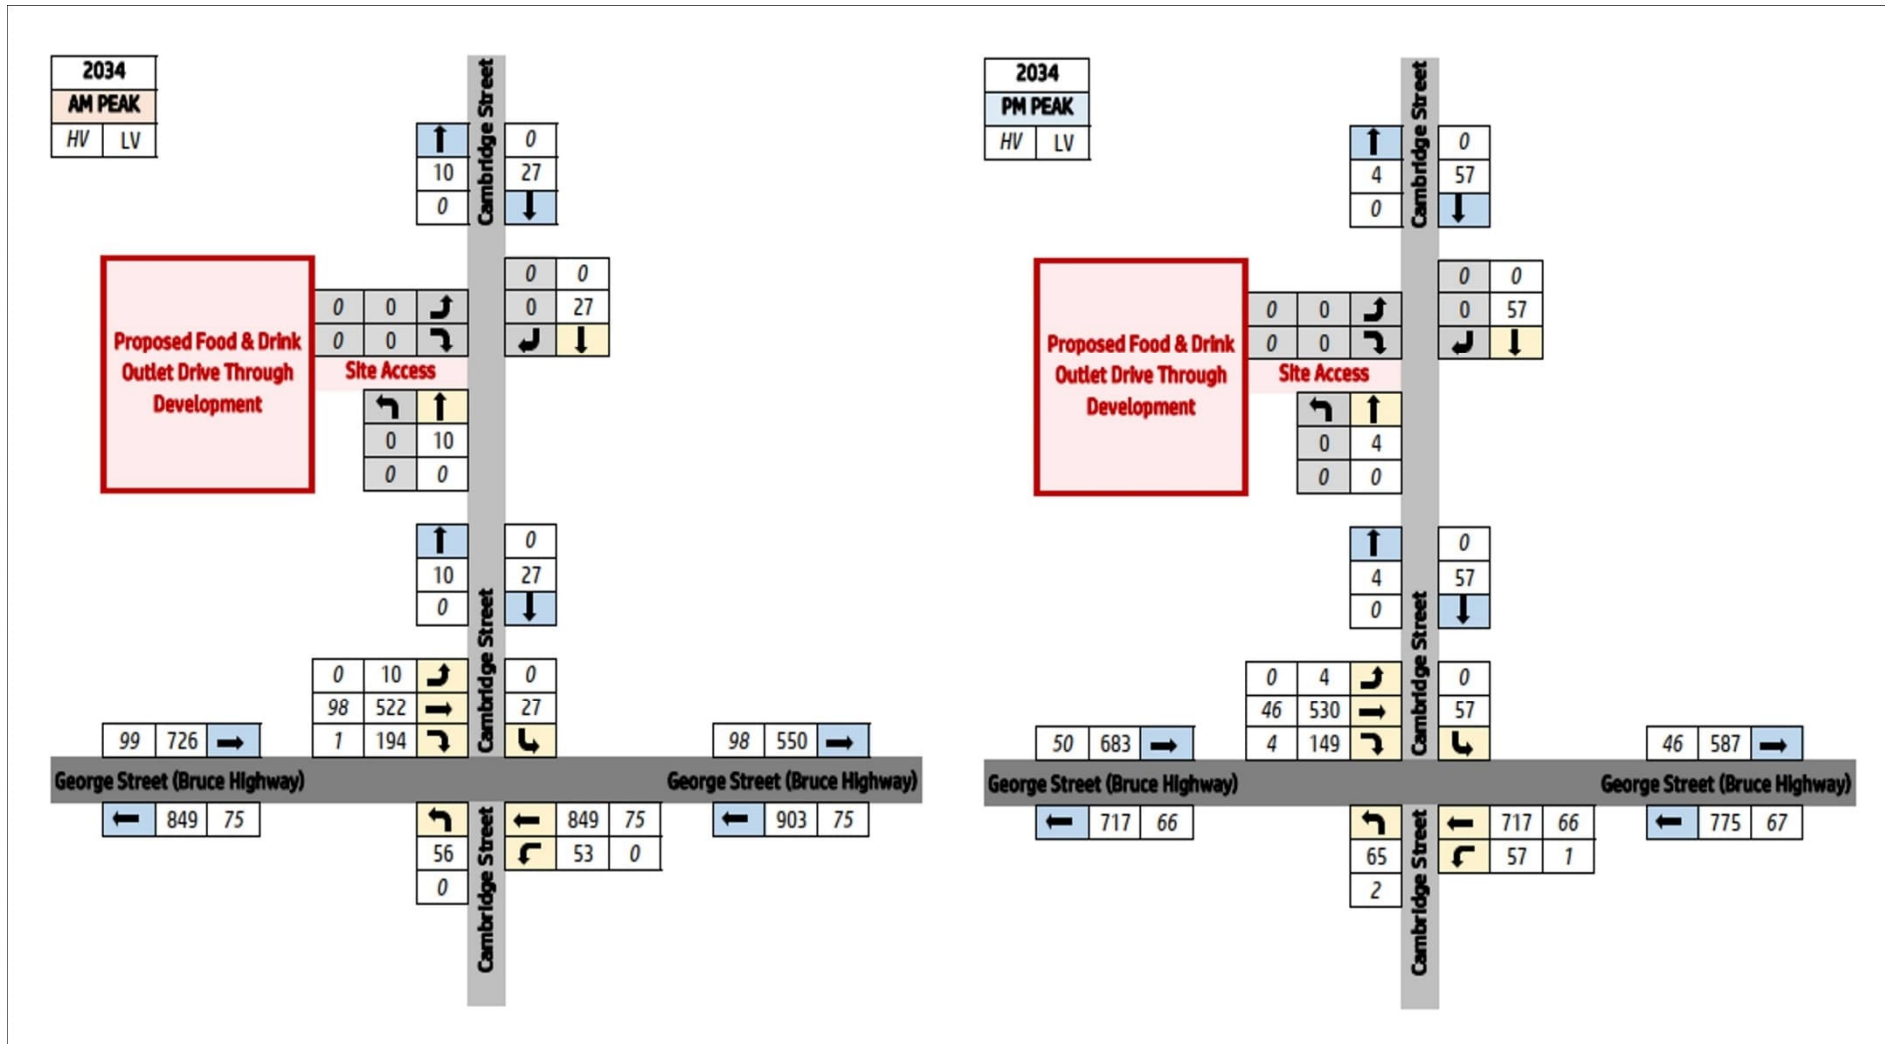 2034
AM PEAK
HV LV
Cambridge Street
10
0
0
27
0 0
0 27
0 0
0 0
Proposed Food & Drink
Outlet Drive Through
Development
Site Access
0 10
0 0
10
0
0
27
Cambridge Street
0 10
98 522
1 194
0
27
99 726
98 550
George Street (Bruce Highway)
George Street (Bruce Highway)
849 75
56
0
Cambridge Street
849 75
53 0
903 75
2034
PM PEAK
HV LV
Cambridge Street
4
0
0
57
0 0
0 57
0 0
0 0
Proposed Food & Drink
Outlet Drive Through
Development
Site Access
0 4
0 0
4
0
0
57
Cambridge Street
0 4
46 530
4 149
0
57
50 683
46 587
George Street (Bruce Highway)
George Street (Bruce Highway)
717 66
65
2
Cambridge Street
717 66
57 1
775 67